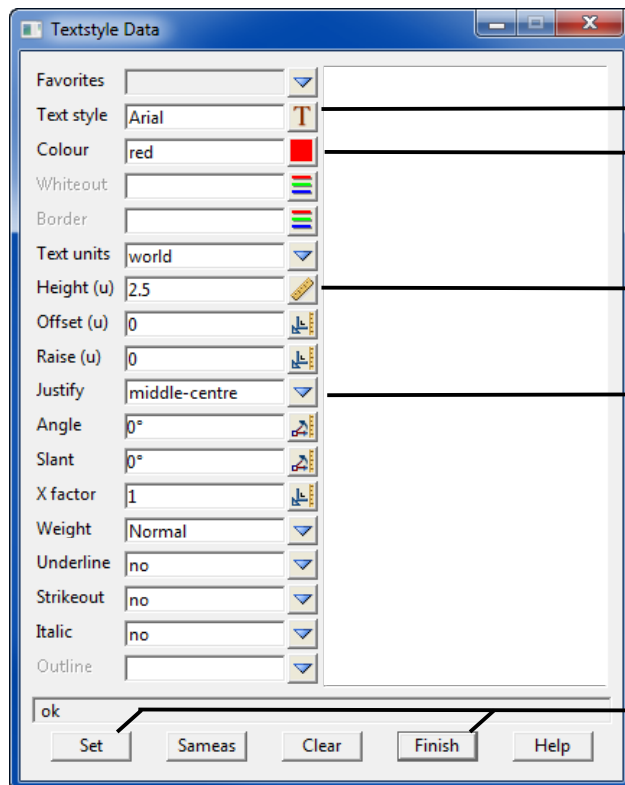 Textstyle Data
Favorites
Text style Arial T
Colour red
Whiteout
Border
Text units world
Height (u) 2.5
Offset (u) 0
Raise (u) 0
Justify middle-centre
Angle 0°
Slant 0°
X factor 1
Weight Normal
Underline no
Strikeout no
Italic no
Outline
ok
Set Sameas Clear Finish Help